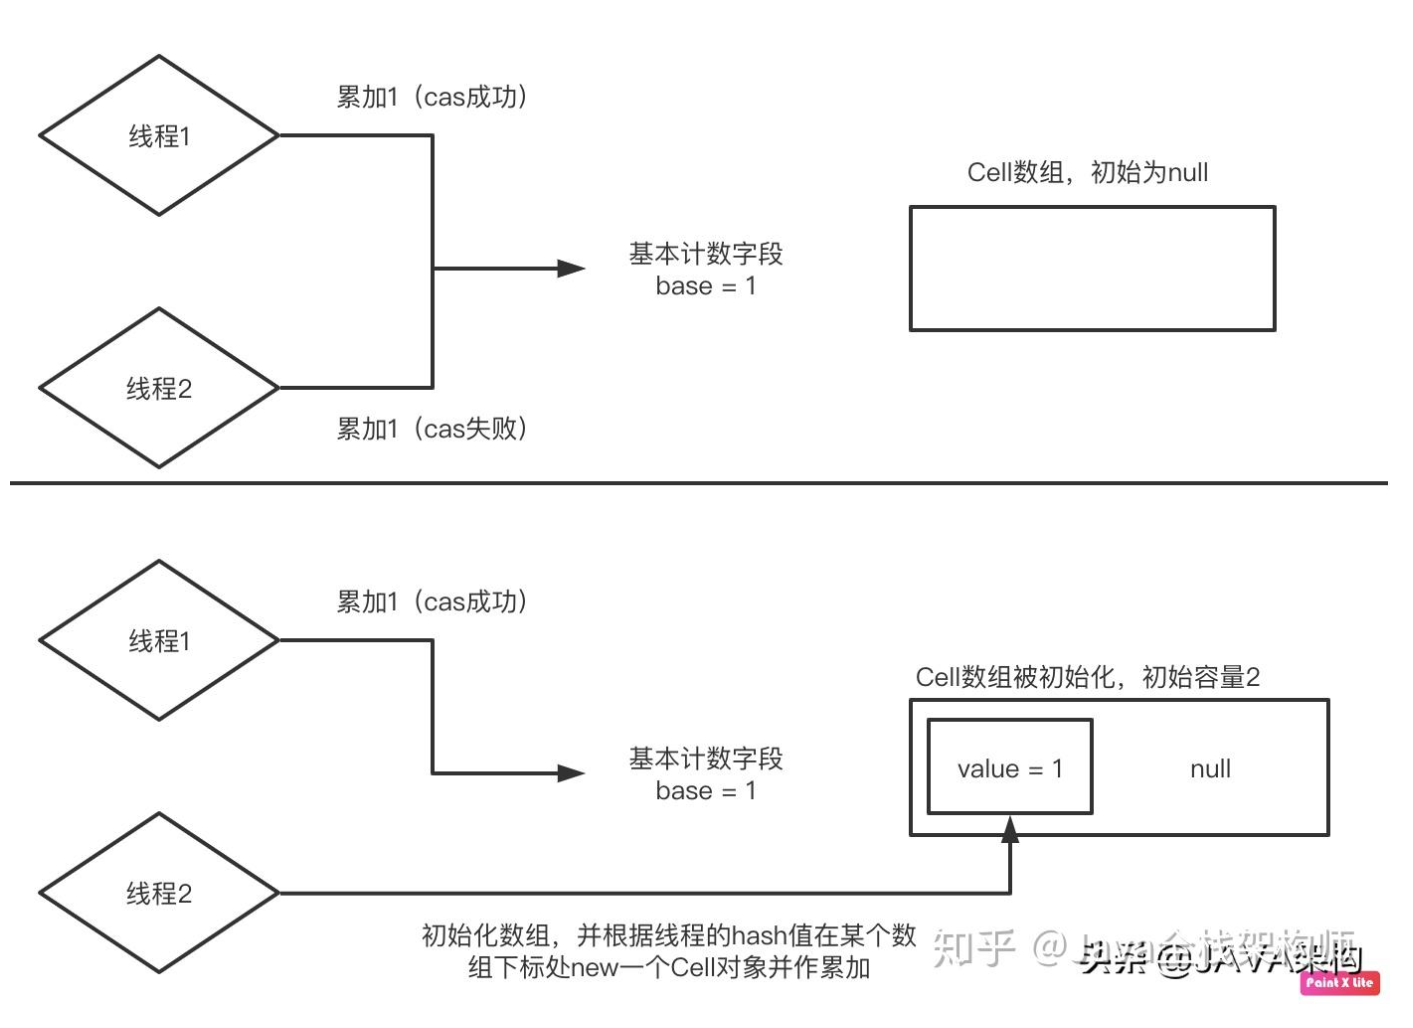 累加1（cas成功）
线程1
Cell数组，初始为null
基本计数字段
base = 1
线程2
累加1（cas失败）
累加1（cas成功）
线程1
Cell数组被初始化，初始容量2
基本计数字段
base = 1
value = 1
null
线程2
初始化数组，并根据线程的hash值在某个数
组下标处new一个Cell对象并作累加
知乎 @Java全栈架构师
头条 @JAVA架构
Paint X Lite